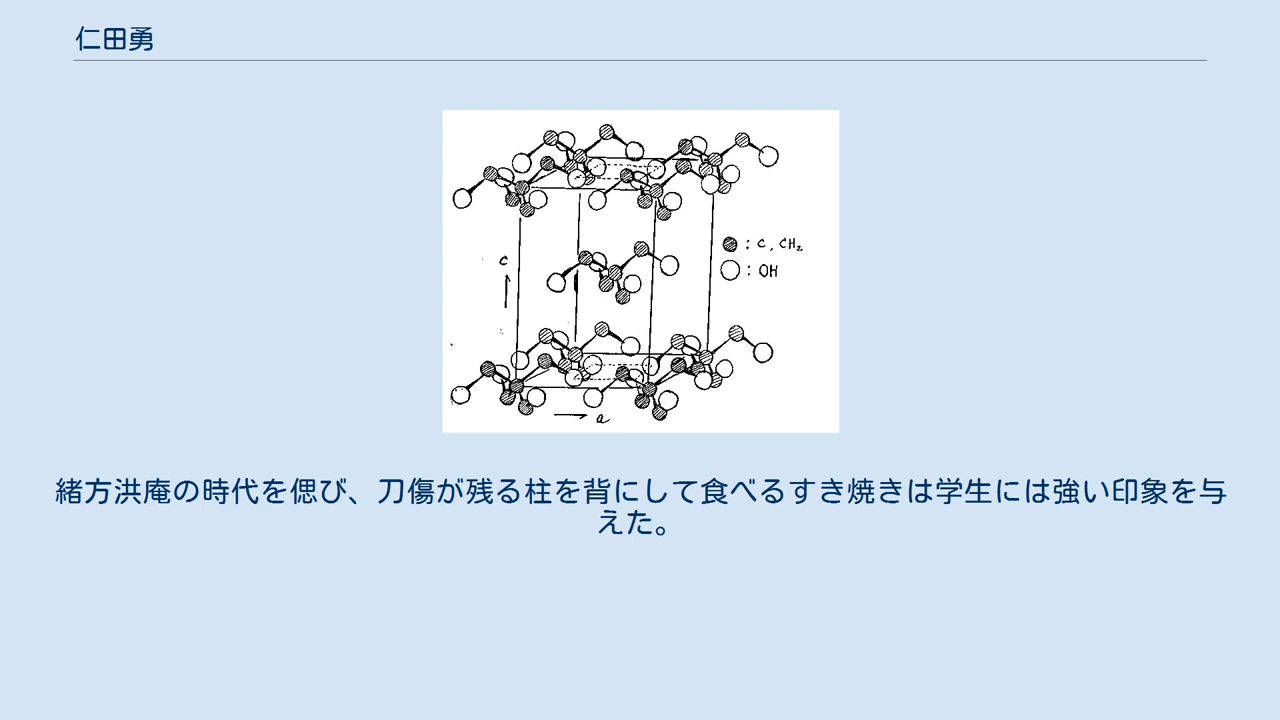 仁田勇
c
: C, CH2
: OH
a
緒方洪庵の時代を偲び、刀傷が残る柱を背にして食べるすき焼きは学生には強い印象を与
えた。